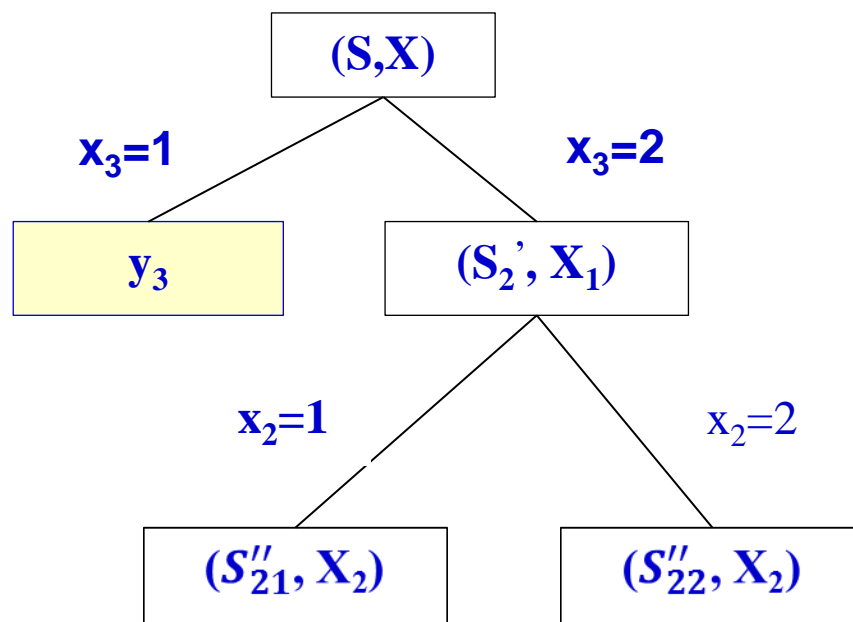 (S,X)
x₃=1
x₃=2
y₃
(S₂’, X₁)
x₂=1
x₂=2
(S″₂₁, X₂)
(S″₂₂, X₂)